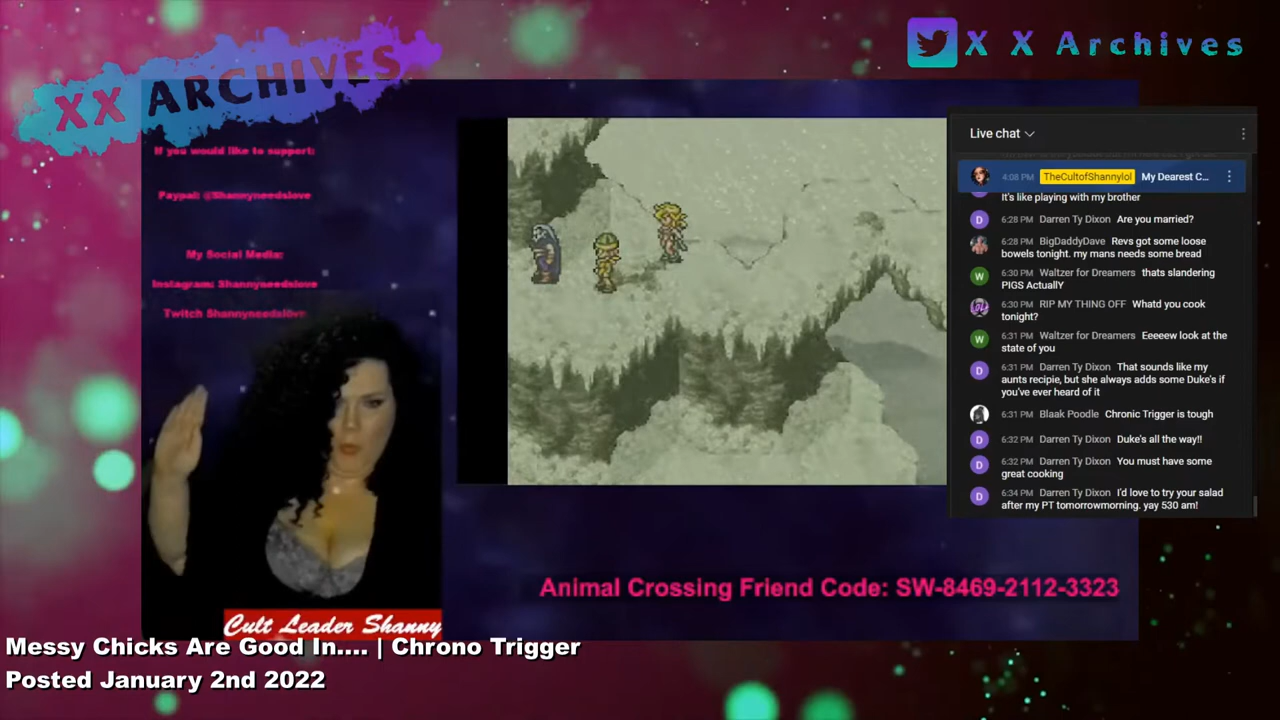 XX ARCHIVES
X X Archives
If you would like to support:
Paypal: @Shannyneedslove
My Social Media:
Instagram: Shannyneedslove
Twitch Shannyneedslove
Live chat
4:08 PM TheCultofShannylol My Dearest C...
It's like playing with my brother
D 6:28 PM Darren Ty Dixon Are you married?
6:28 PM BigDaddyDave Revs got some loose
bowels tonight. my mans needs some bread
W 6:30 PM Waltzer for Dreamers thats slandering
PIGS ActuallY
6:30 PM RIP MY THING OFF Whatd you cook
tonight?
W 6:31 PM Waltzer for Dreamers Eeeeew look at the
state of you
D 6:31 PM Darren Ty Dixon That sounds like my
aunts recipie, but she always adds some Duke's if
you've ever heard of it
6:31 PM Blaak Poodle Chronic Trigger is tough
D 6:32 PM Darren Ty Dixon Duke's all the way!!
D 6:32 PM Darren Ty Dixon You must have some
great cooking
D 6:34 PM Darren Ty Dixon I'd love to try your salad
after my PT tomorrowmorning. yay 530 am!
Animal Crossing Friend Code: SW-8469-2112-3323
Cult Leader Shanny
Messy Chicks Are Good In.... | Chrono Trigger
Posted January 2nd 2022